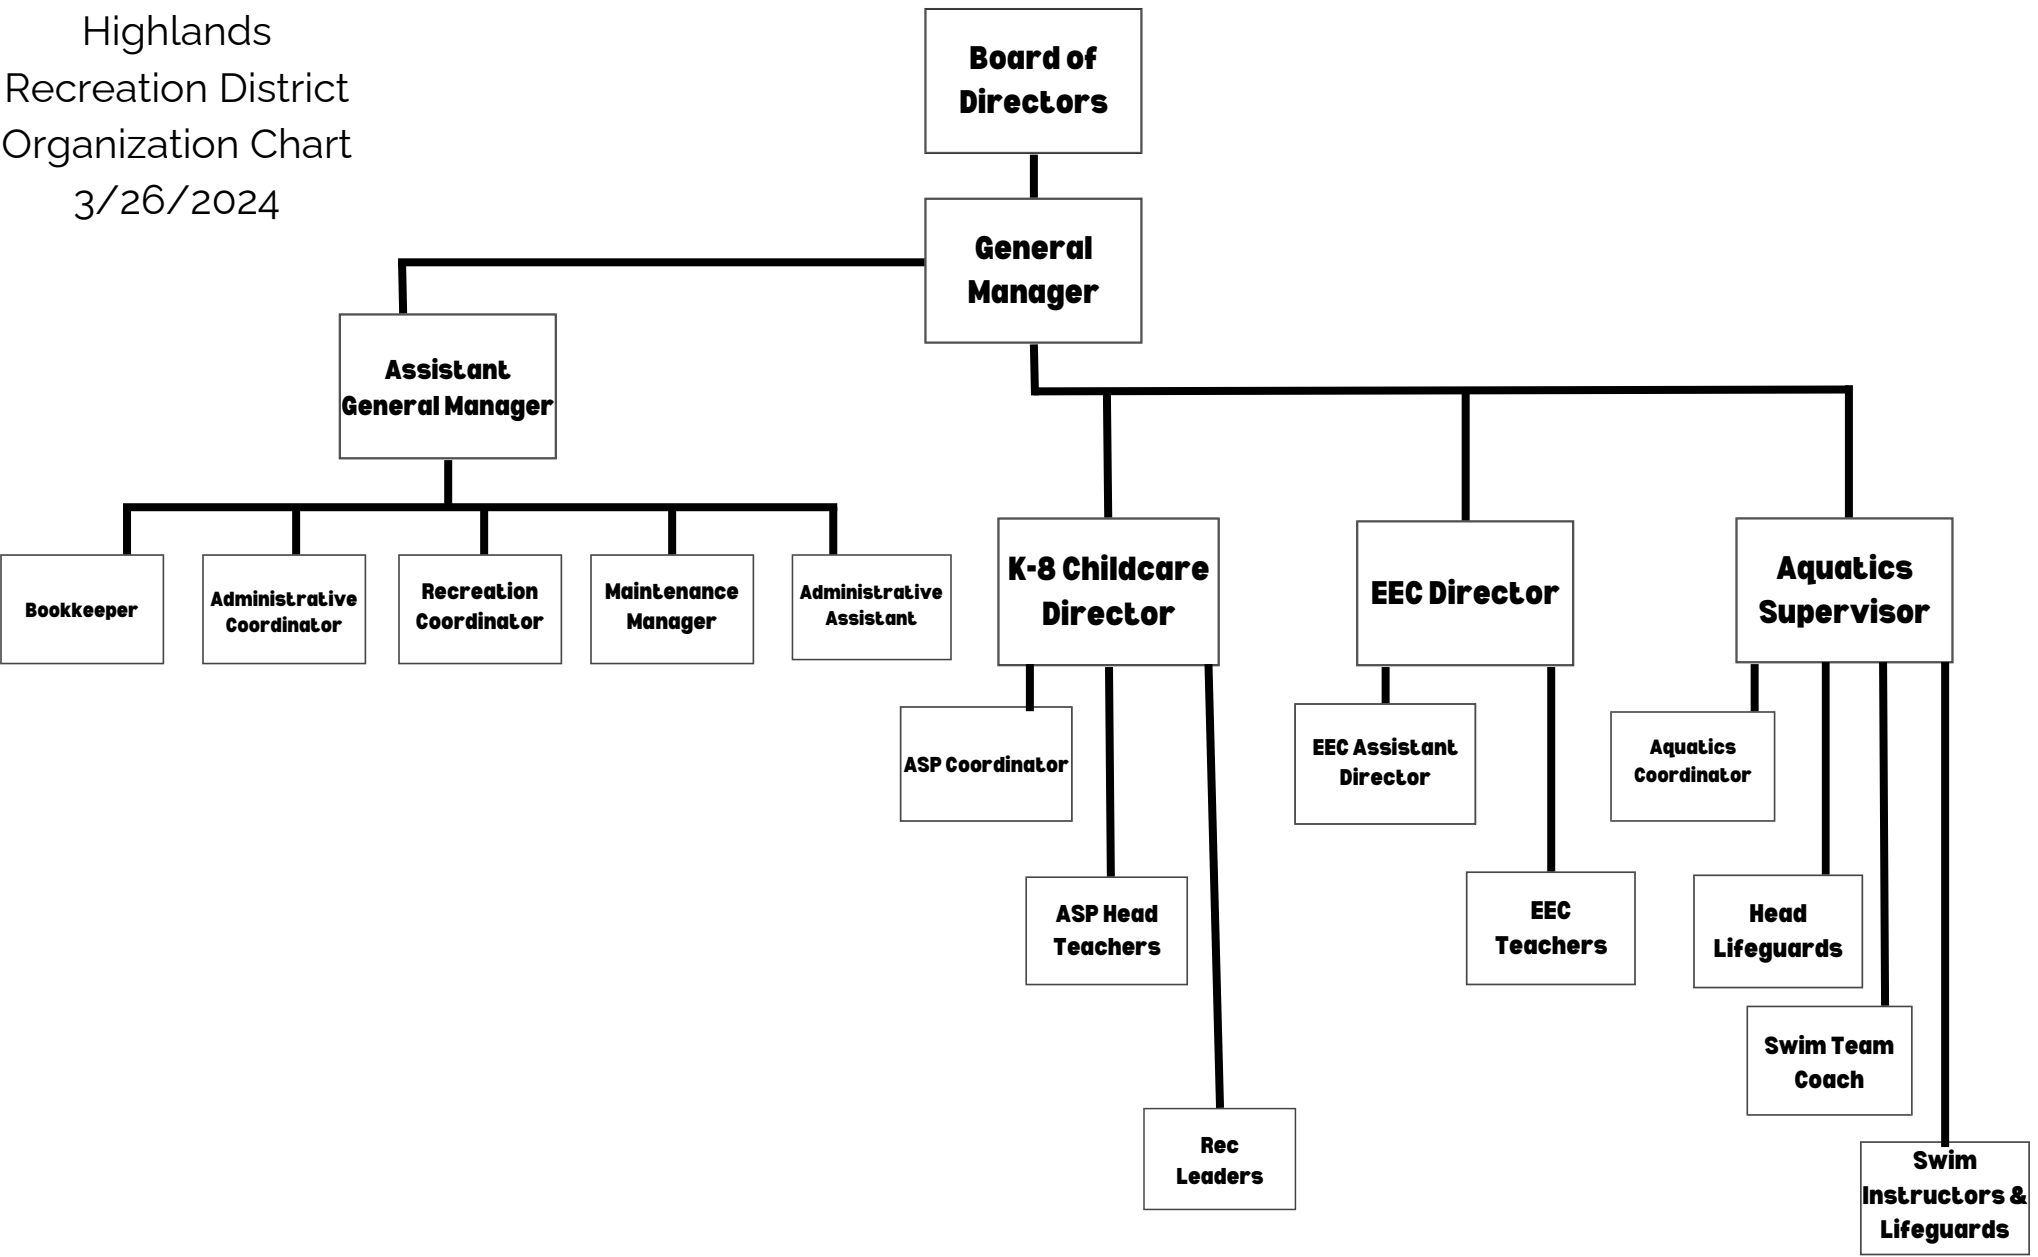 Highlands
Recreation District
Organization Chart
3/26/2024
Board of
Directors
General
Manager
Assistant
General Manager
Bookkeeper
Administrative
Coordinator
Recreation
Coordinator
Maintenance
Manager
Administrative
Assistant
K-8 Childcare
Director
EEC Director
Aquatics
Supervisor
ASP Coordinator
EEC Assistant
Director
Aquatics
Coordinator
ASP Head
Teachers
EEC
Teachers
Head
Lifeguards
Swim Team
Coach
Rec
Leaders
Swim
Instructors &
Lifeguards